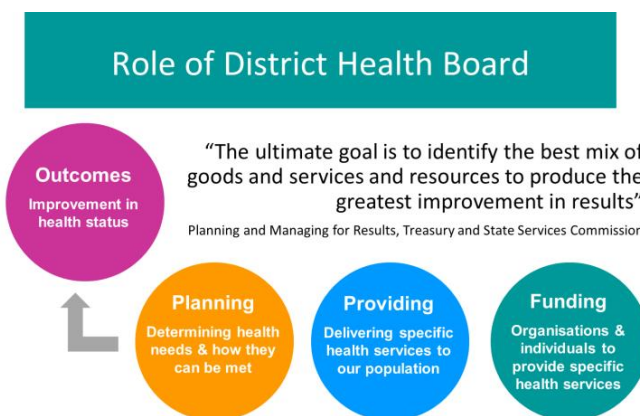 Role of District Health Board
Outcomes
Improvement in
health status
“The ultimate goal is to identify the best mix of
goods and services and resources to produce the
greatest improvement in results”
Planning and Managing for Results, Treasury and State Services Commission
Planning
Determining health
needs & how they
can be met
Providing
Delivering specific
health services to
our population
Funding
Organisations &
individuals to
provide specific
health services